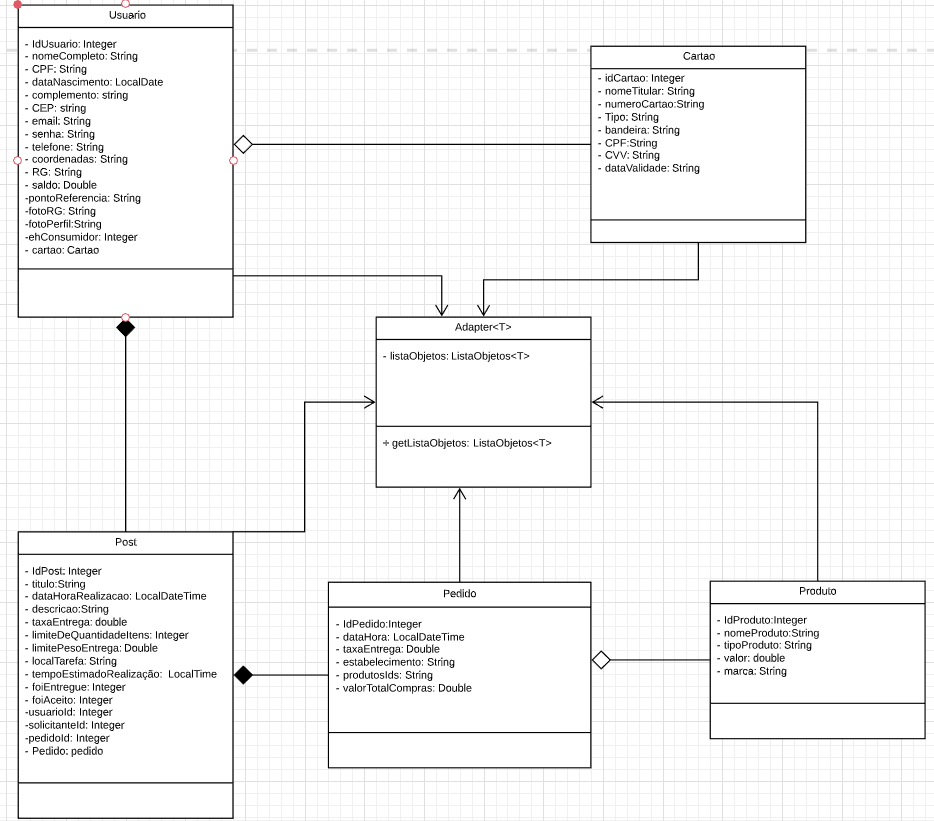 Usuario
- IdUsuario: Integer
- nomeCompleto: String
- CPF: String
- dataNascimento: LocalDate
- complemento: string
- CEP: string
- email: String
- senha: String
- telefone: String
- coordenadas: String
- RG: String
- saldo: Double
-pontoReferencia: String
-fotoRG: String
-fotoPerfil:String
-ehConsumidor: Integer
- cartao: Cartao
Cartao
- idCartao: Integer
- nomeTitular: String
- numeroCartao:String
- Tipo: String
- bandeira: String
- CPF:String
- CVV: String
- dataValidade: String
Adapter<T>
- listaObjetos: ListaObjetos<T>
+ getListaObjetos: ListaObjetos<T>
Post
- IdPost: Integer
- titulo:String
- dataHoraRealizacao: LocalDateTime
- descricao:String
- taxaEntrega: double
- limiteDeQuantidadeItens: Integer
- limitePesoEntrega: Double
- localTarefa: String
- tempoEstimadoRealização: LocalTime
- foiEntregue: Integer
- foiAceito: Integer
-usuarioId: Integer
-solicitanteId: Integer
-pedidoId: Integer
- Pedido: pedido
Pedido
- IdPedido:Integer
- dataHora: LocalDateTime
- taxaEntrega: Double
- estabelecimento: String
- produtosIds: String
- valorTotalCompras: Double
Produto
- IdProduto:Integer
- nomeProduto:String
- tipoProduto: String
- valor: double
- marca: String